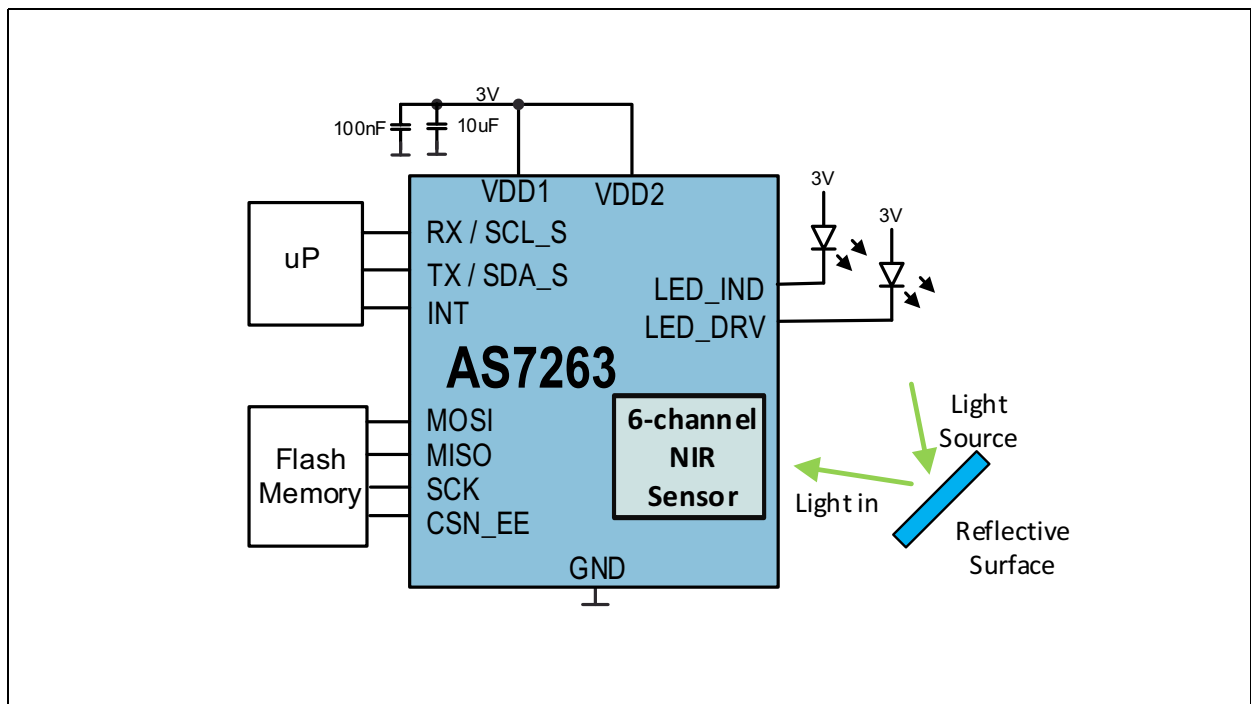 3V
100nF
10uF
VDD1
VDD2
3V
3V
uP
RX / SCL_S
TX / SDA_S
INT
LED_IND
LED_DRV
AS7263
Flash
Memory
MOSI
MISO
SCK
CSN_EE
6-channel
NIR
Sensor
Light
Source
Light in
Reflective
Surface
GND